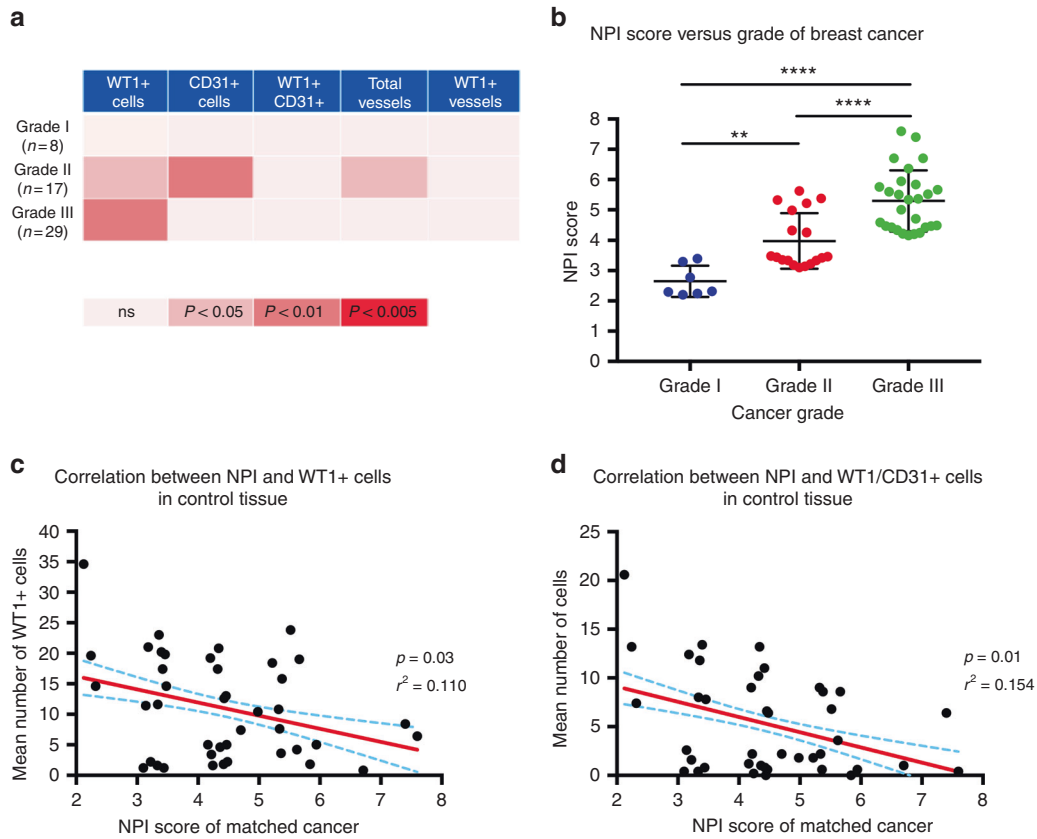 a
WT1+ cells
CD31+ cells
WT1+ CD31+
Total vessels
WT1+ vessels
Grade I
(n=8)
Grade II
(n=17)
Grade III
(n=29)
ns
P < 0.05
P < 0.01
P < 0.005
b
NPI score versus grade of breast cancer
****
****
**
8
7
6
5
4
3
2
1
0
NPI score
Grade I
Grade II
Grade III
Cancer grade
c
Correlation between NPI and WT1+ cells
in control tissue
40
35
30
25
20
15
10
5
0
Mean number of WT1+ cells
p = 0.03
r² = 0.110
2 3 4 5 6 7 8
NPI score of matched cancer
d
Correlation between NPI and WT1/CD31+ cells
in control tissue
25
20
15
10
5
0
Mean number of cells
p = 0.01
r² = 0.154
2 3 4 5 6 7 8
NPI score of matched cancer